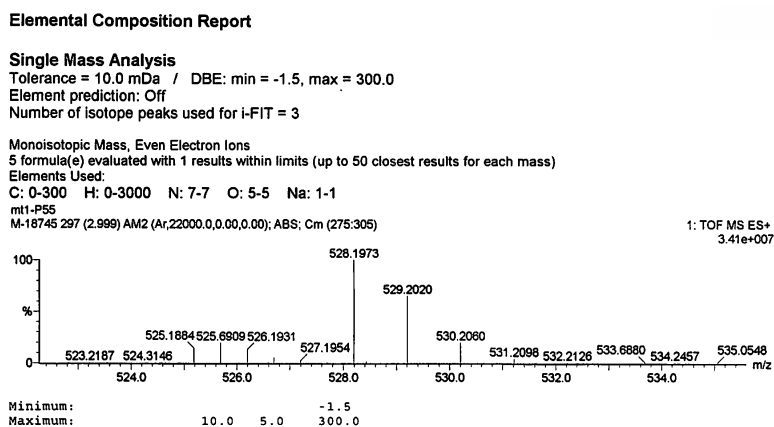 Elemental Composition Report
Single Mass Analysis
Tolerance = 10.0 mDa / DBE: min = -1.5, max = 300.0
Element prediction: Off
Number of isotope peaks used for i-FIT = 3
Monoisotopic Mass, Even Electron Ions
5 formula(e) evaluated with 1 results within limits (up to 50 closest results for each mass)
Elements Used:
C: 0-300 H: 0-3000 N: 7-7 O: 5-5 Na: 1-1
mt1-P55
M-18745 297 (2.999) AM2 (Ar,22000.0,0.00,0.00); ABS; Cm (275:305)
1: TOF MS ES+
3.41e+007
100
528.1973
529.2020
%
525.1884 525.6909 526.1931
530.2060
523.2187 524.3146
527.1954
531.2098 532.2126 533.6880 534.2457
535.0548
0
m/z
524.0 526.0 528.0 530.0 532.0 534.0
Minimum: -1.5
Maximum: 10.0 5.0 300.0